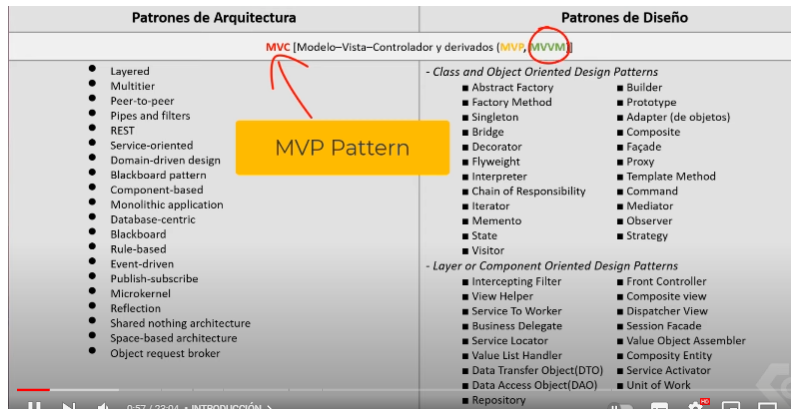 Patrones de Arquitectura
Patrones de Diseño
MVC [Modelo–Vista–Controlador y derivados (MVP, MVVM)]
Layered
Multitier
Peer-to-peer
Pipes and filters
REST
Service-oriented
Domain-driven design
Blackboard pattern
Component-based
Monolithic application
Database-centric
Blackboard
Rule-based
Event-driven
Publish-subscribe
Microkernel
Reflection
Shared nothing architecture
Space-based architecture
Object request broker
MVP Pattern
- Class and Object Oriented Design Patterns
Abstract Factory
Factory Method
Singleton
Bridge
Decorator
Flyweight
Interpreter
Chain of Responsibility
Iterator
Memento
State
Visitor
Builder
Prototype
Adapter (de objetos)
Composite
Façade
Proxy
Template Method
Command
Mediator
Observer
Strategy
- Layer or Component Oriented Design Patterns
Intercepting Filter
View Helper
Service To Worker
Business Delegate
Service Locator
Value List Handler
Data Transfer Object(DTO)
Data Access Object(DAO)
Repository
Front Controller
Composite view
Dispatcher View
Session Facade
Value Object Assembler
Composity Entity
Service Activator
Unit of Work
0:57 / 23:04 • INTRODUCCIÓN
HD